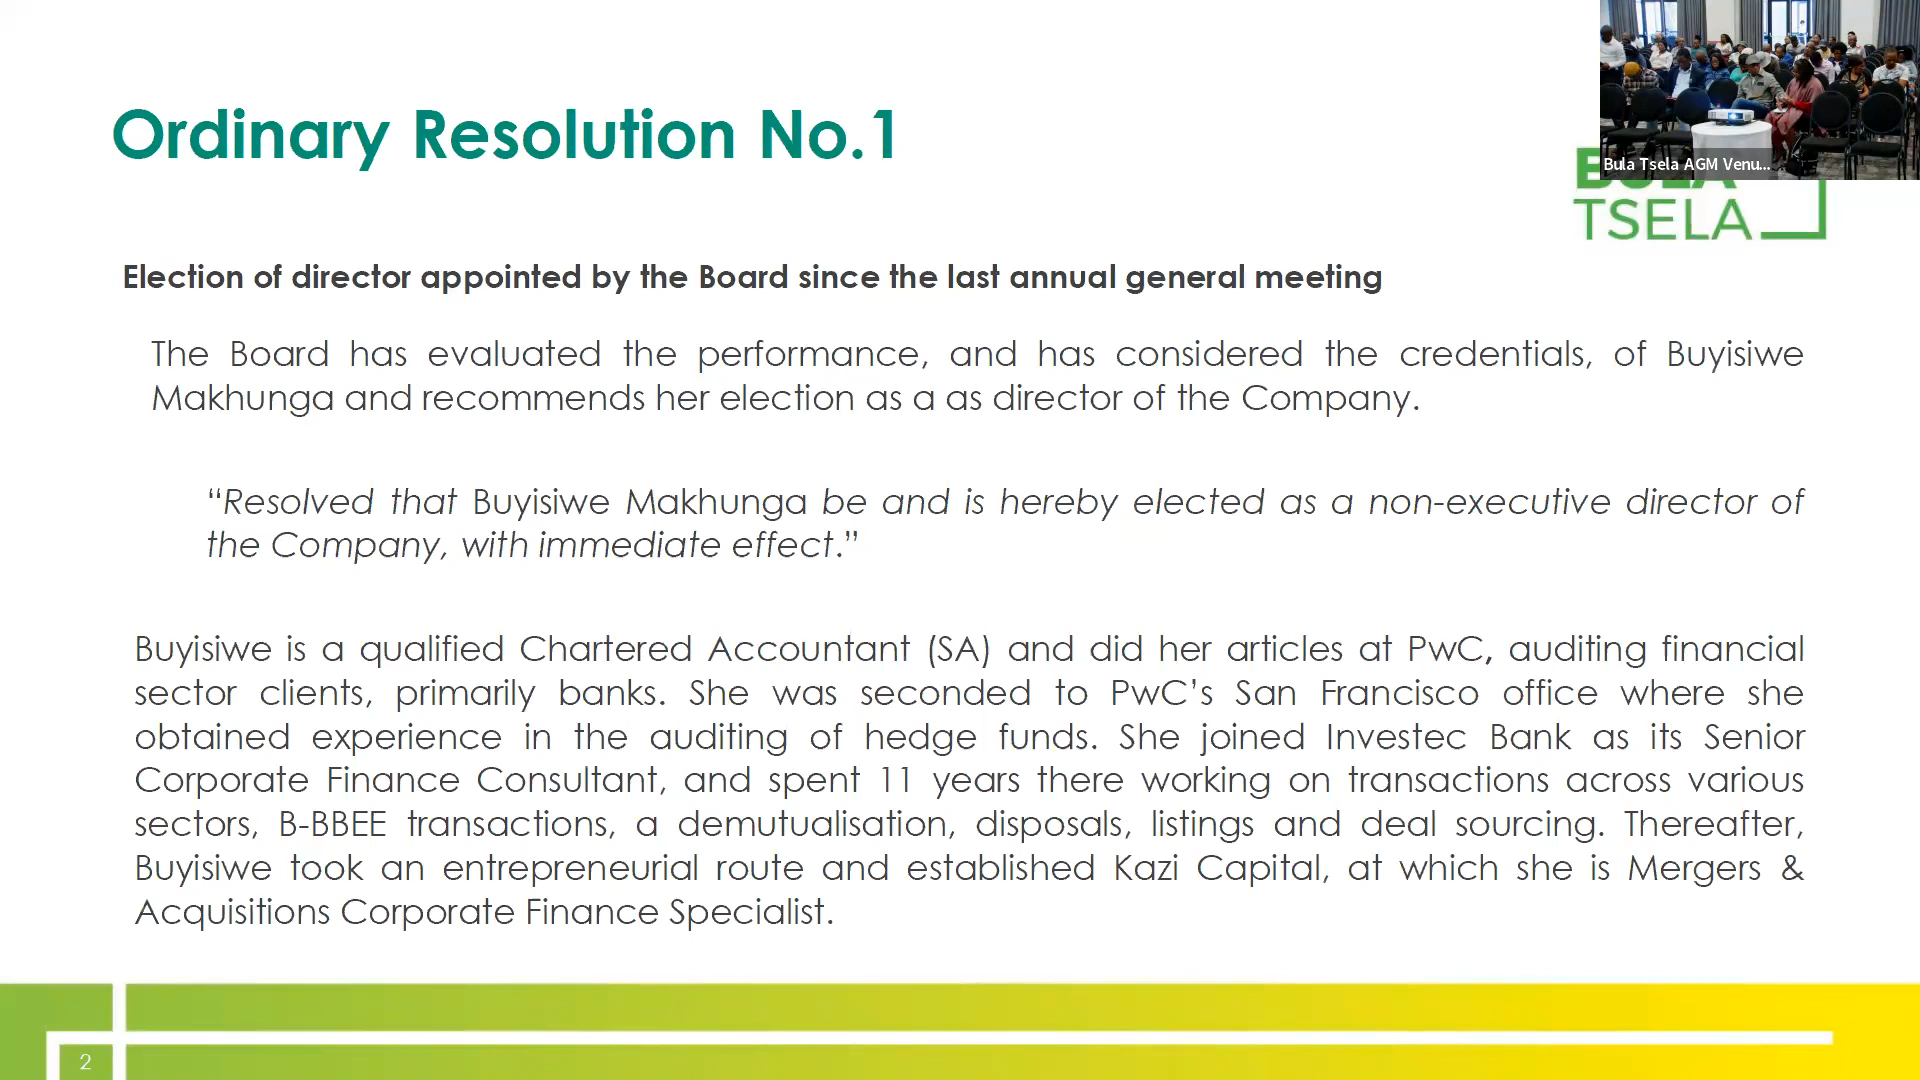 Ordinary Resolution No.1
Bula Tsela AGM Venu...
TSELA
Election of director appointed by the Board since the last annual general meeting
The Board has evaluated the performance, and has considered the credentials, of Buyisiwe
Makhunga and recommends her election as a as director of the Company.
“Resolved that Buyisiwe Makhunga be and is hereby elected as a non-executive director of
the Company, with immediate effect.”
Buyisiwe is a qualified Chartered Accountant (SA) and did her articles at PwC, auditing financial
sector clients, primarily banks. She was seconded to PwC’s San Francisco office where she
obtained experience in the auditing of hedge funds. She joined Investec Bank as its Senior
Corporate Finance Consultant, and spent 11 years there working on transactions across various
sectors, B-BBEE transactions, a demutualisation, disposals, listings and deal sourcing. Thereafter,
Buyisiwe took an entrepreneurial route and established Kazi Capital, at which she is Mergers &
Acquisitions Corporate Finance Specialist.
2